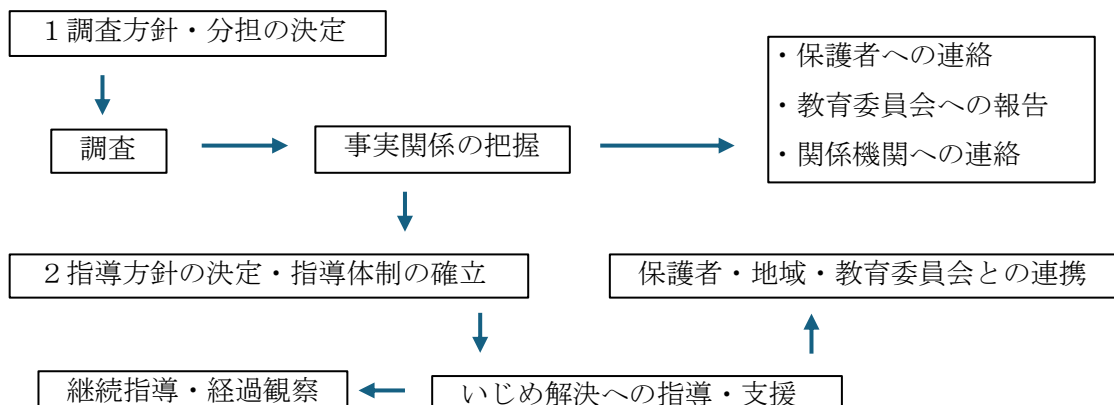 １調査方針・分担の決定
・保護者への連絡
・教育委員会への報告
・関係機関への連絡
調査
事実関係の把握
２指導方針の決定・指導体制の確立
保護者・地域・教育委員会との連携
継続指導・経過観察
いじめ解決への指導・支援